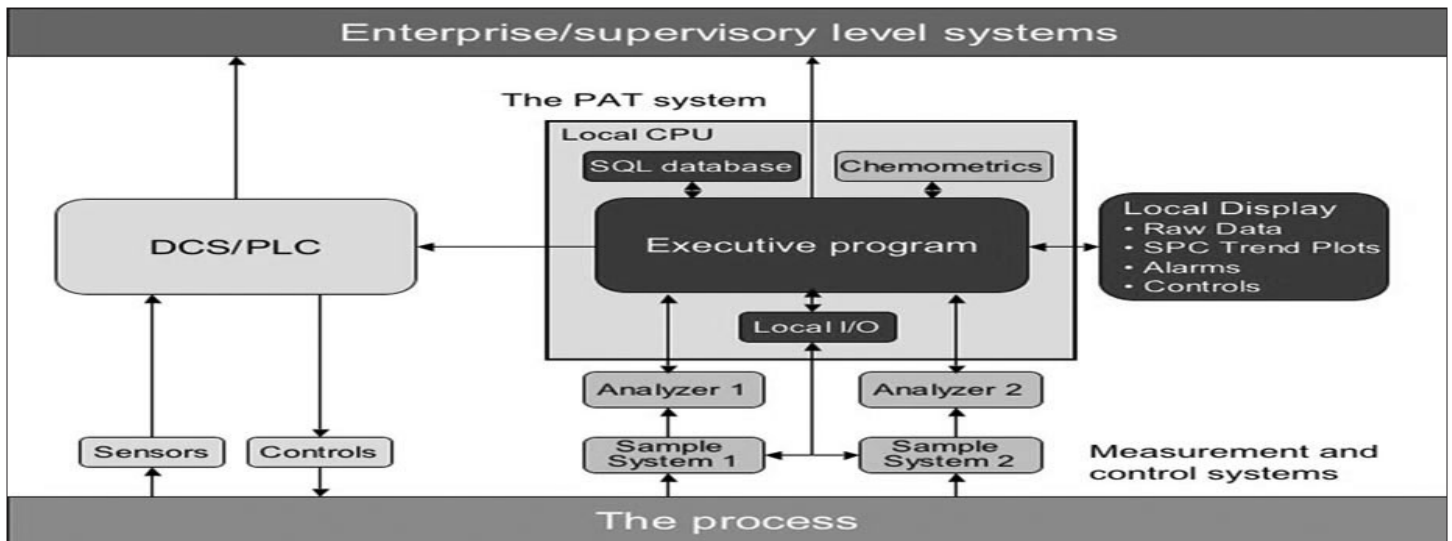 Enterprise/supervisory level systems
The PAT system
Local CPU
SQL database
Chemometrics
DCS/PLC
Executive program
Local Display
• Raw Data
• SPC Trend Plots
• Alarms
• Controls
Local I/O
Analyzer 1
Analyzer 2
Sensors
Controls
Sample
System 1
Sample
System 2
Measurement and
control systems
The process